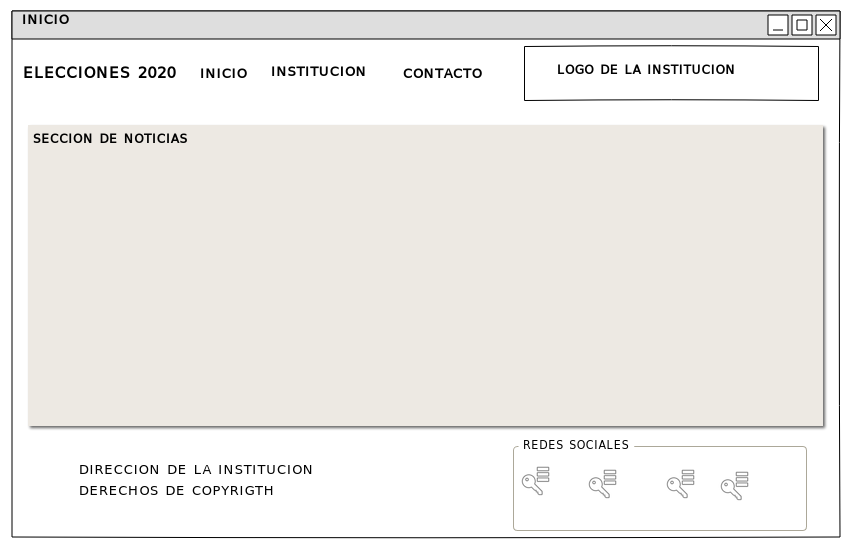 INICIO
ELECCIONES 2020 INICIO INSTITUCION CONTACTO LOGO DE LA INSTITUCION
SECCION DE NOTICIAS
REDES SOCIALES
DIRECCION DE LA INSTITUCION
DERECHOS DE COPYRIGTH